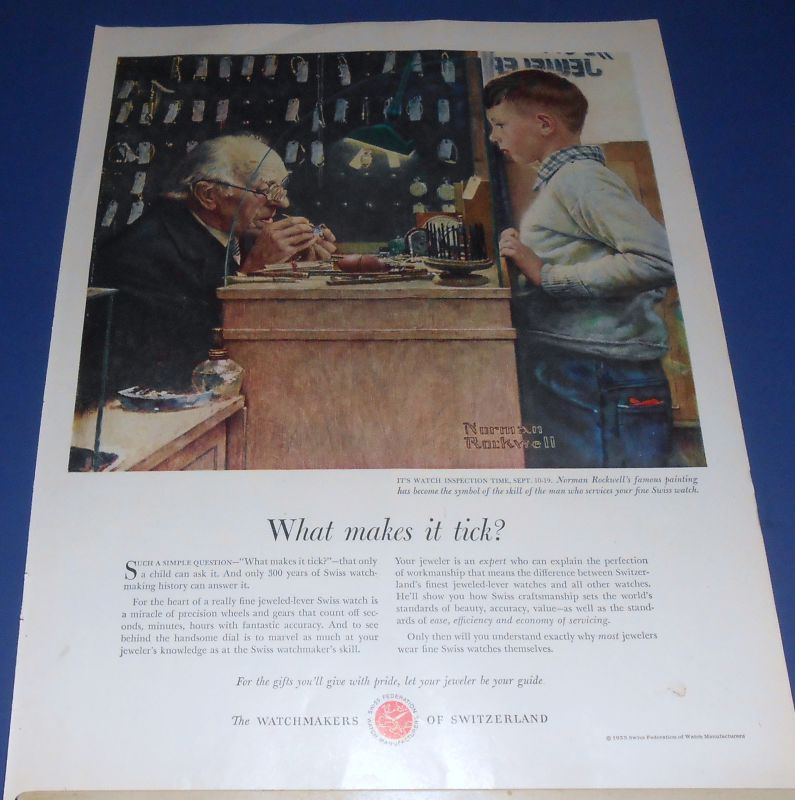 JEWELER"
Norman
Rockwell
IT'S WATCH INSPECTION TIME, SEPT. 10-19. Norman Rockwell's famous painting
has become the symbol of the skill of the man who services your fine Swiss watch.
What makes it tick?
SUCH A SIMPLE QUESTION—"What makes it tick?"—that only
a child can ask it. And only 300 years of Swiss watch-
making history can answer it.
For the heart of a really fine jeweled-lever Swiss watch is
a miracle of precision wheels and gears that count off sec-
onds, minutes, hours with fantastic accuracy. And to see
behind the handsome dial is to marvel as much at your
jeweler's knowledge as at the Swiss watchmaker's skill.
Your jeweler is an expert who can explain the perfection
of workmanship that means the difference between Switzer-
land's finest jeweled-lever watches and all other watches.
He'll show you how Swiss craftsmanship sets the world's
standards of beauty, accuracy, value—as well as the stand-
ards of ease, efficiency and economy of servicing.
Only then will you understand exactly why most jewelers
wear fine Swiss watches themselves.
For the gifts you'll give with pride, let your jeweler be your guide
The WATCHMAKERS OF SWITZERLAND
SWISS FEDERATION
WATCH MANUFACTURERS
© 1953 Swiss Federation of Watch Manufacturers